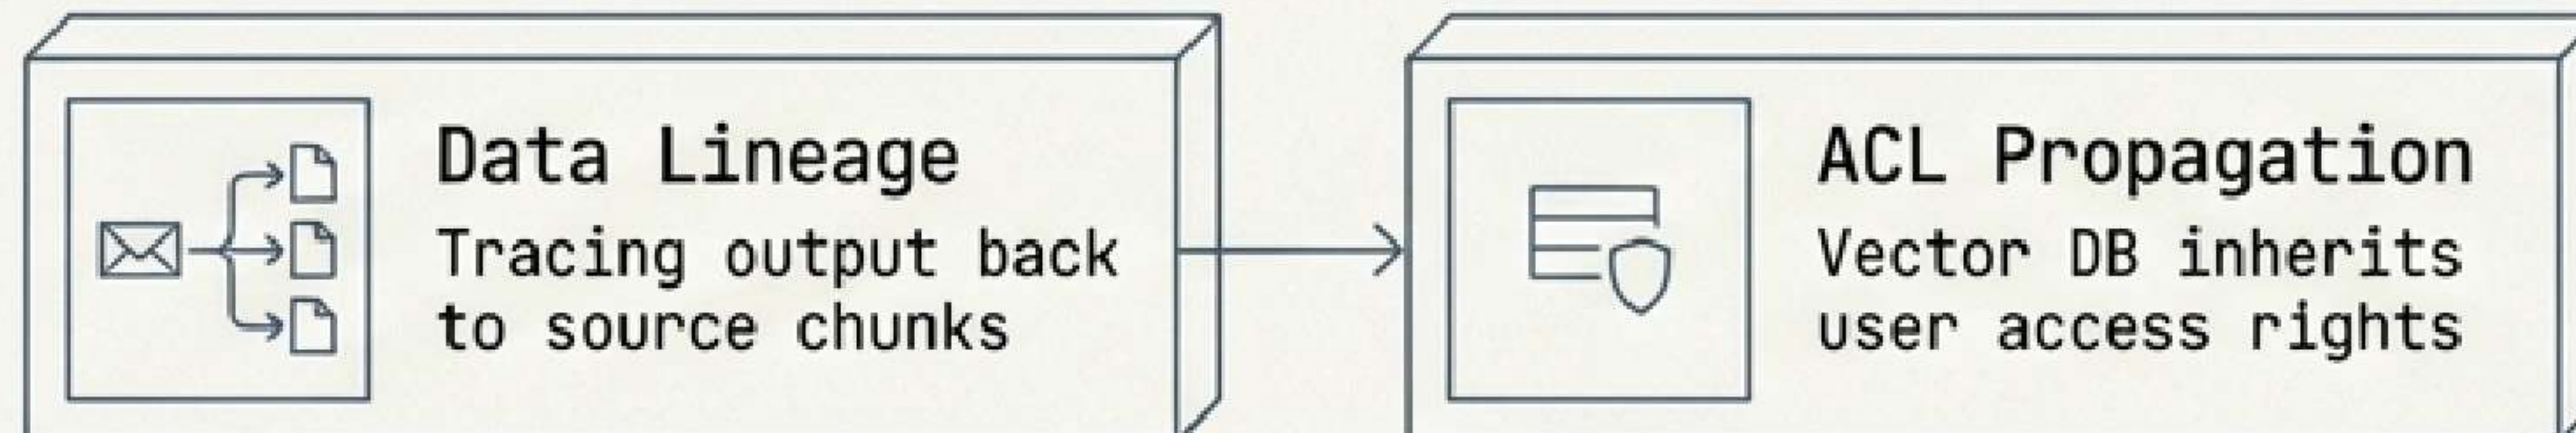 Data Lineage
Tracing output back
to source chunks
ACL Propagation
Vector DB inherits
user access rights